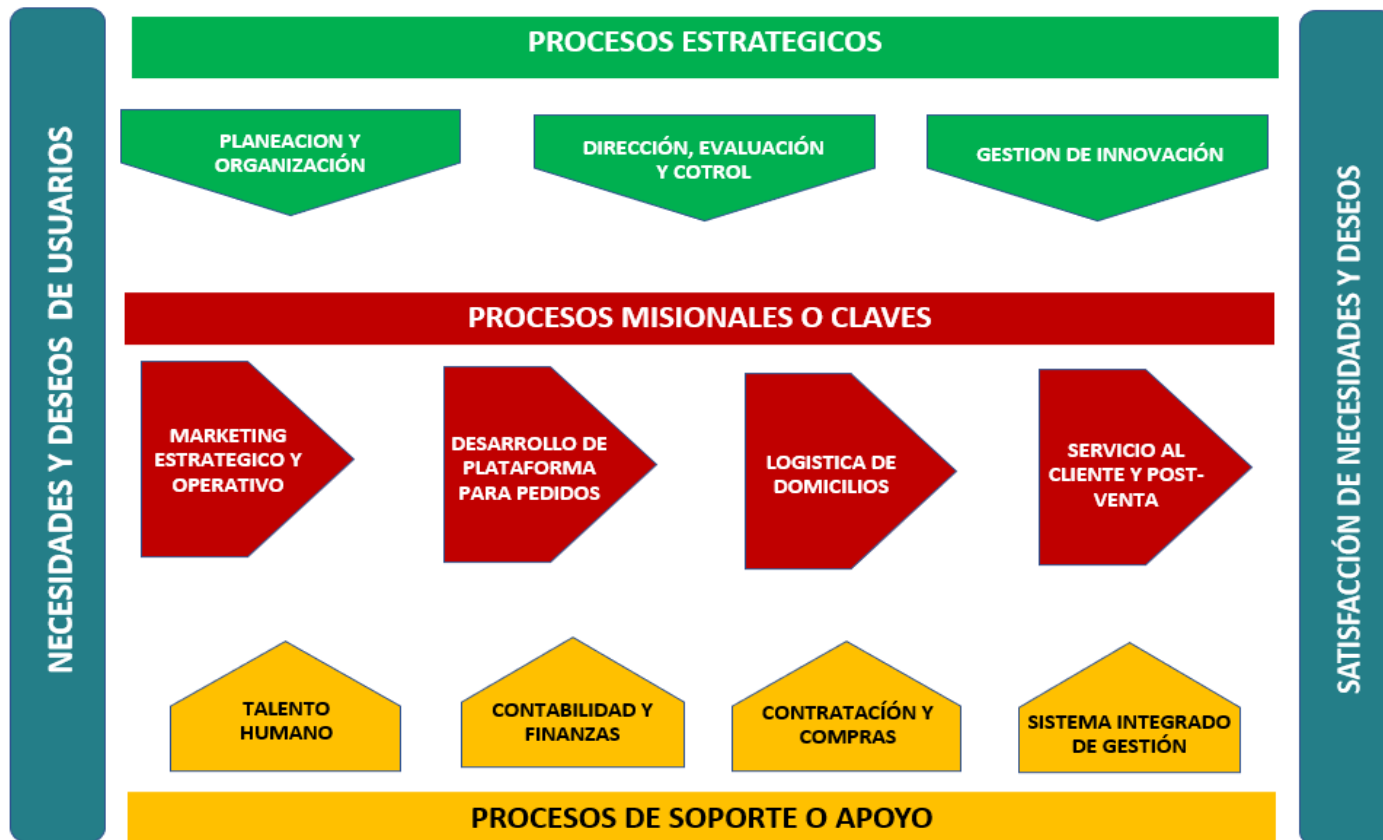 NECESIDADES Y DESEOS DE USUARIOS
PROCESOS ESTRATEGICOS
PLANEACION Y
ORGANIZACIÓN
DIRECCIÓN, EVALUACIÓN
Y COTROL
GESTION DE INNOVACIÓN
PROCESOS MISIONALES O CLAVES
MARKETING
ESTRATEGICO Y
OPERATIVO
DESARROLLO DE
PLATAFORMA
PARA PEDIDOS
LOGISTICA DE
DOMICILIOS
SERVICIO AL
CLIENTE Y POST-
VENTA
TALENTO
HUMANO
CONTABILIDAD Y
FINANZAS
CONTRATACÍÓN Y
COMPRAS
SISTEMA INTEGRADO
DE GESTIÓN
PROCESOS DE SOPORTE O APOYO
SATISFACCIÓN DE NECESIDADES Y DESEOS